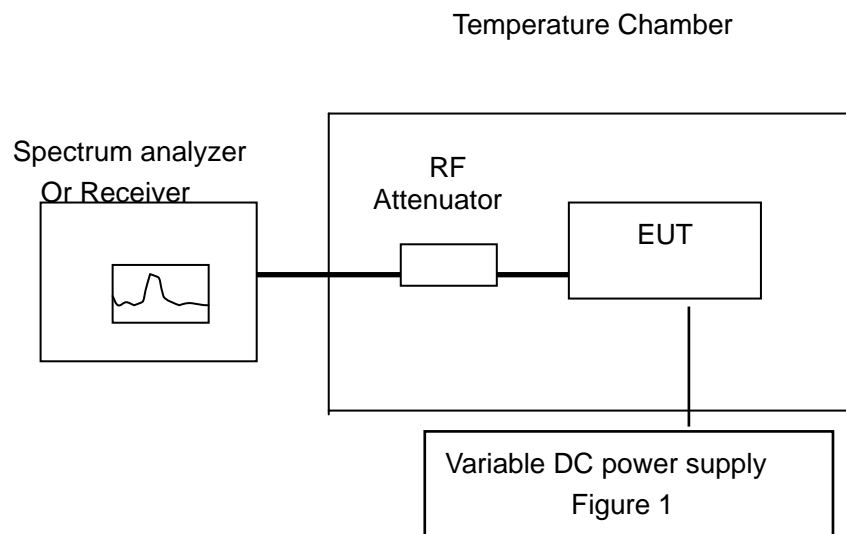 Temperature Chamber
Spectrum analyzer
Or Receiver
RF
Attenuator
EUT
Variable DC power supply
Figure 1